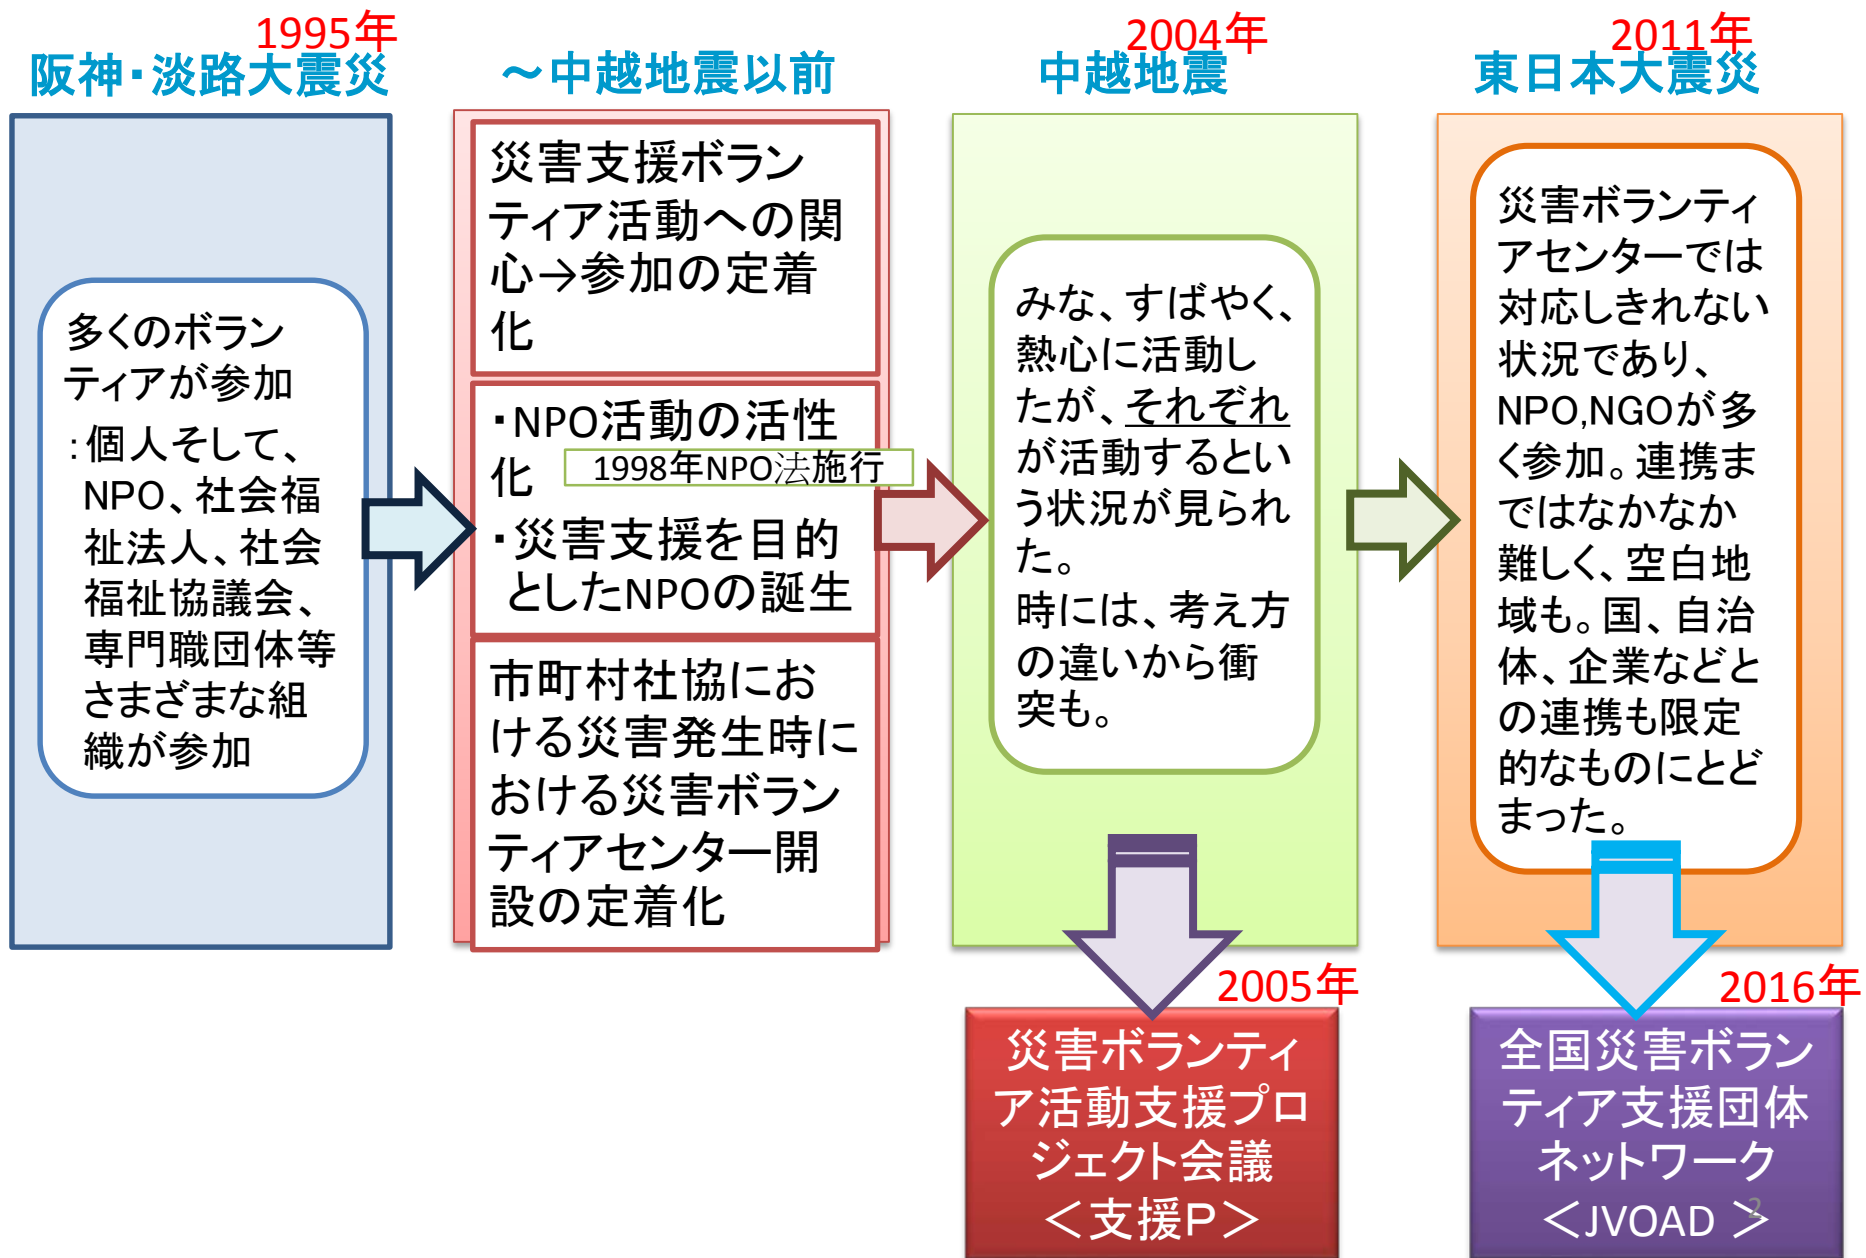 1995年
阪神・淡路大震災
多くのボラン
ティアが参加
：個人そして、
NPO、社会福
祉法人、社会
福祉協議会、
専門職団体等
さまざまな組
織が参加
～中越地震以前
災害支援ボラン
ティア活動への関
心→参加の定着
化
・NPO活動の活性
化
1998年NPO法施行
・災害支援を目的
としたNPOの誕生
市町村社協にお
ける災害発生時に
おける災害ボラン
ティアセンター開
設の定着化
2004年
中越地震
みな、すばやく、
熱心に活動し
たが、それぞれ
が活動するとい
う状況が見られ
た。
時には、考え方
の違いから衝
突も。
2005年
災害ボランティ
ア活動支援プロ
ジェクト会議
＜支援Ｐ＞
2011年
東日本大震災
災害ボランティ
アセンターでは
対応しきれない
状況であり、
NPO,NGOが多
く参加。連携ま
ではなかなか
難しく、空白地
域も。国、自治
体、企業などと
の連携も限定
的なものにとど
まった。
2016年
全国災害ボラン
ティア支援団体
ネットワーク
＜JVOAD ＞
2